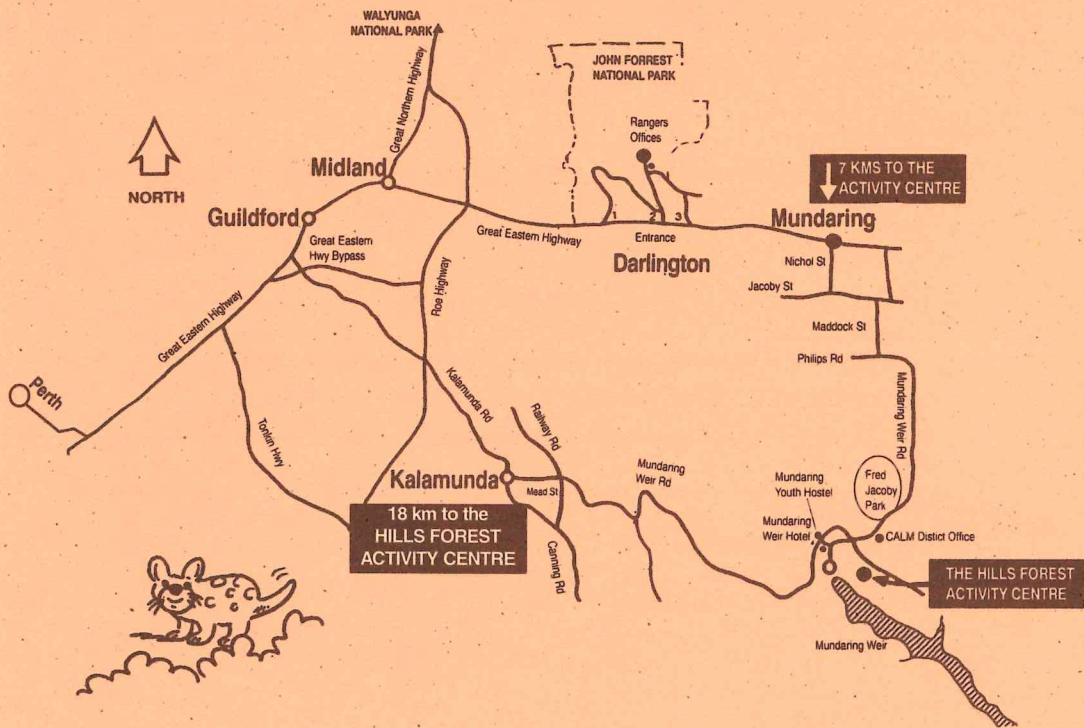 WALYUNGA
NATIONAL PARK
Great Northern Highway
JOHN FORREST
NATIONAL PARK
Rangers
Offices
NORTH
Midland
7 KMS TO THE
ACTIVITY CENTRE
Guildford
Mundaring
1
2
3
Great Eastern Highway
Entrance
Darlington
Great Eastern
Hwy Bypass
Nichol St
Jacoby St
Roe Highway
Great Eastern Highway
Maddock St
Philips Rd
Perth
Tonkin Hwy
Kalamunda Rd
Railway Rd
Mundaring Weir Rd
Kalamunda
Mead St
Mundaring
Weir Rd
Mundaring
Youth Hostel
Fred
Jacoby
Park
18 km to the
HILLS FOREST
ACTIVITY CENTRE
Canning Rd
Mundaring
Weir Hotel
CALM Distict Office
THE HILLS FOREST
ACTIVITY CENTRE
Mundaring Weir